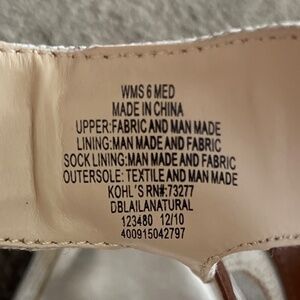 WMS 6 MED
MADE IN CHINA
UPPER:FABRIC AND MAN MADE
LINING:MAN MADE AND FABRIC
SOCK LINING:MAN MADE AND FABRIC
OUTERSOLE: TEXTILE AND MAN MADE
KOHL'S RN#:73277
DBLAILANATURAL
123480 12/10
400915042797